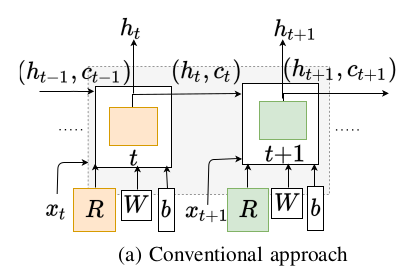 h_t h_{t+1}
(h_{t-1}, c_{t-1}) (h_t, c_t) (h_{t+1}, c_{t+1})
..... .....
t t+1
x_t R W b x_{t+1} R W b
(a) Conventional approach